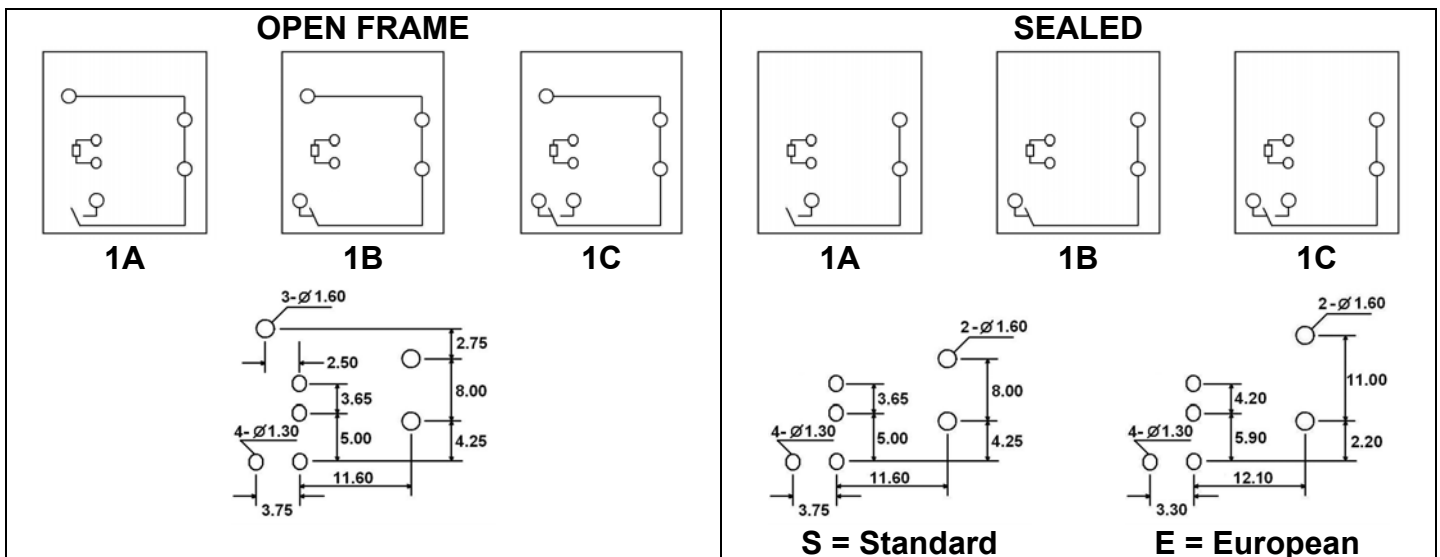 OPEN FRAME
1A 1B 1C
3-Ø 1.60
2.75
2.50
8.00
3.65
4-Ø1.30
5.00
4.25
11.60
3.75
SEALED
1A 1B 1C
2-Ø1.60
3.65
8.00
4-Ø1.30
5.00
4.25
11.60
3.75
S = Standard
2-Ø1.60
11.00
4.20
4-Ø1.30
5.90
2.20
12.10
3.30
E = European